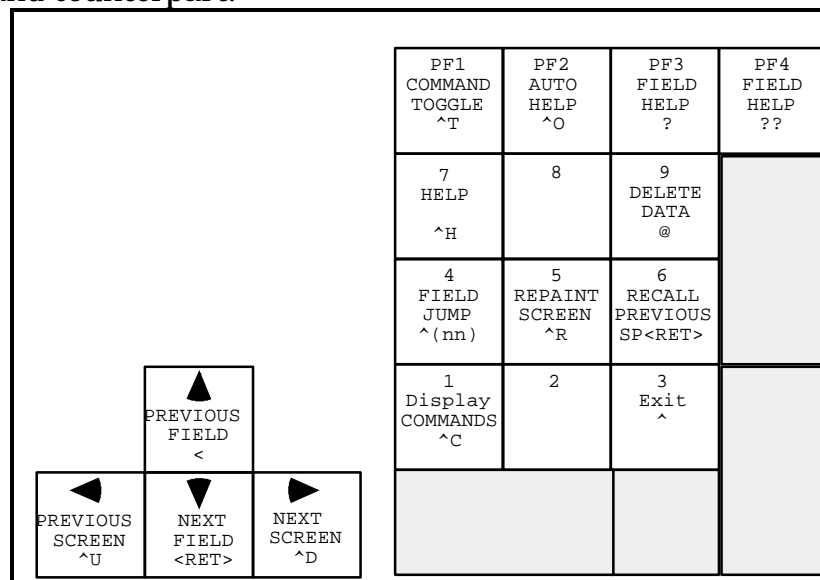 PF1
COMMAND
TOGGLE
^T
PF2
AUTO
HELP
^O
PF3
FIELD
HELP
?
PF4
FIELD
HELP
??
7
HELP
^H
8
9
DELETE
DATA
@
4
FIELD
JUMP
^(nn)
5
REPAINT
SCREEN
^R
6
RECALL
PREVIOUS
SP<RET>
1
Display
COMMANDS
^C
2
3
Exit
^
PREVIOUS
FIELD
<
PREVIOUS
SCREEN
^U
NEXT
FIELD
<RET>
NEXT
SCREEN
^D